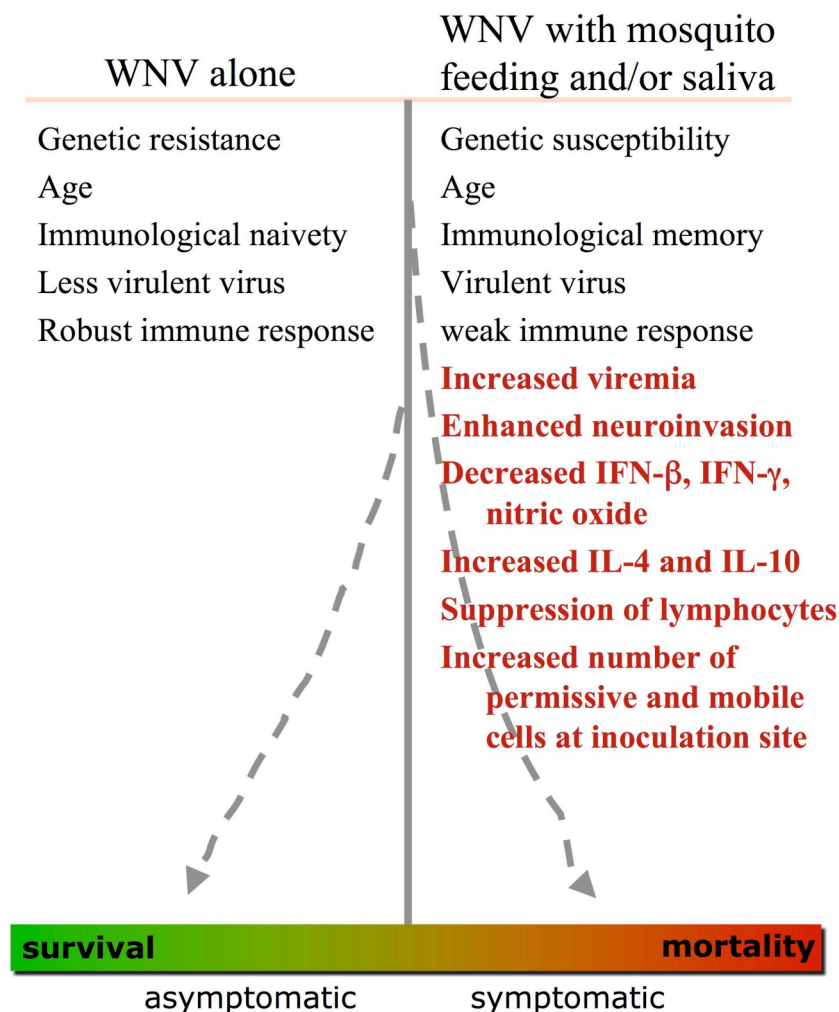 WNV alone
WNV with mosquito
feeding and/or saliva
Genetic resistance
Age
Immunological naivety
Less virulent virus
Robust immune response
Genetic susceptibility
Age
Immunological memory
Virulent virus
weak immune response
Increased viremia
Enhanced neuroinvasion
Decreased IFN-β, IFN-γ,
nitric oxide
Increased IL-4 and IL-10
Suppression of lymphocytes
Increased number of
permissive and mobile
cells at inoculation site
survival
mortality
asymptomatic
symptomatic